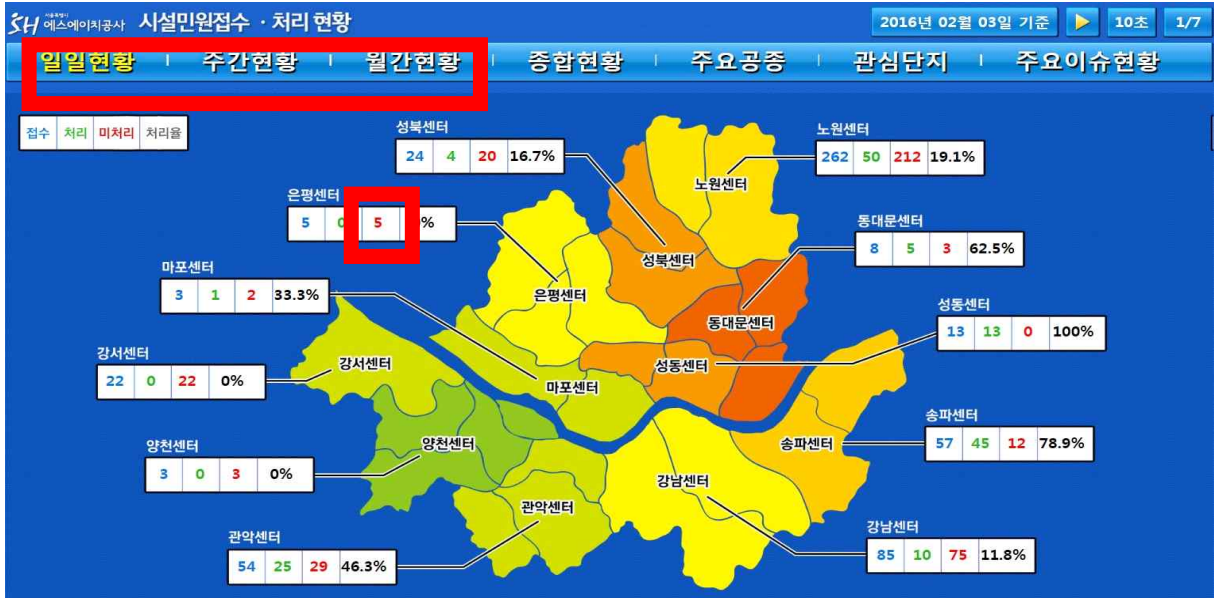 서울특별시
에스에이치공사 시설민원접수 · 처리 현황
2016년 02월 03일 기준 10초 1/7
일일현황 주간현황 월간현황 종합현황 주요공종 관심단지 주요이슈현황
접수 처리 미처리 처리율
성북센터
24 4 20 16.7%
노원센터
262 50 212 19.1%
은평센터
5 0 5 %
동대문센터
8 5 3 62.5%
마포센터
3 1 2 33.3%
성동센터
13 13 0 100%
강서센터
22 0 22 0%
송파센터
57 45 12 78.9%
양천센터
3 0 3 0%
강남센터
85 10 75 11.8%
관악센터
54 25 29 46.3%
노원센터
성북센터
은평센터
동대문센터
강서센터
성동센터
마포센터
양천센터
송파센터
강남센터
관악센터